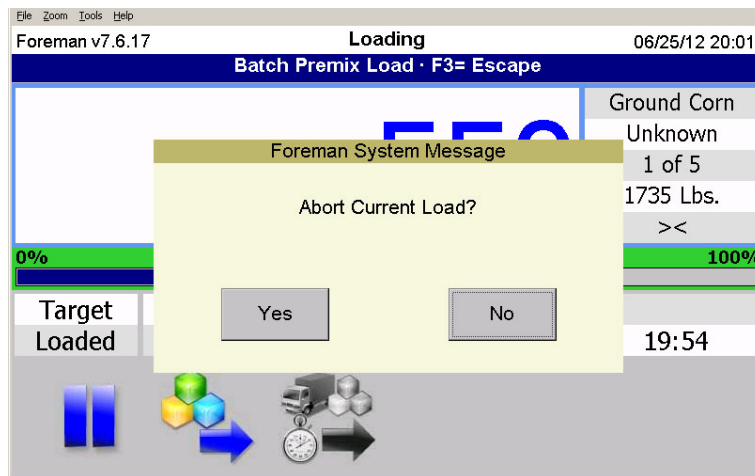 File Zoom Tools Help
Foreman v7.6.17 Loading 06/25/12 20:01
Batch Premix Load · F3= Escape
Ground Corn
Unknown
1 of 5
1735 Lbs.
><
Foreman System Message
Abort Current Load?
Yes No
0% 100%
Target
Loaded 19:54